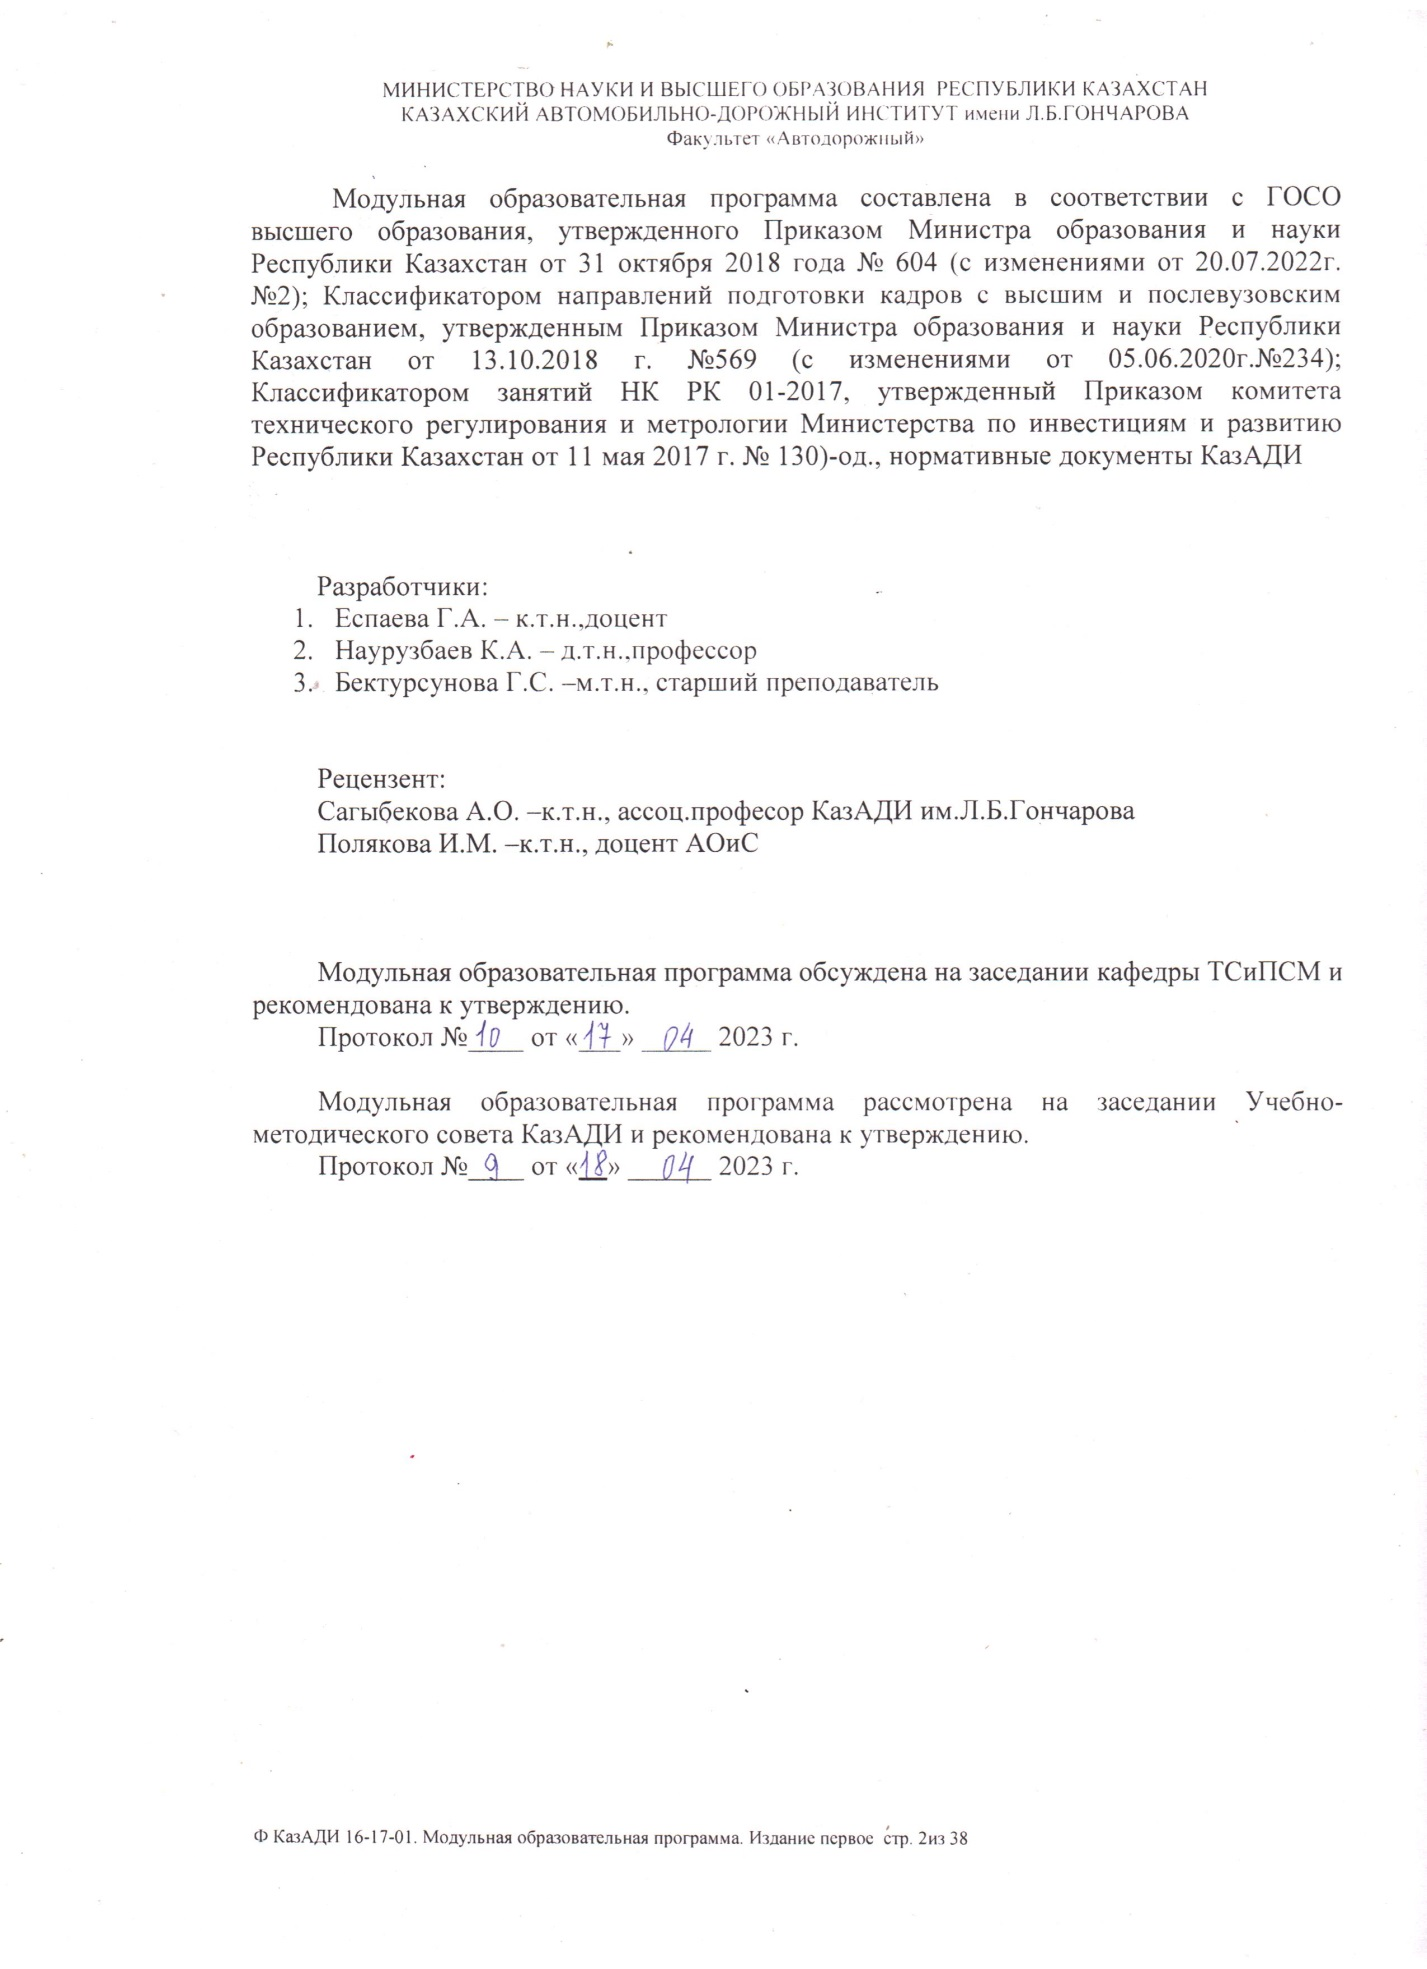 МИНИСТЕРСТВО НАУКИ И ВЫСШЕГО ОБРАЗОВАНИЯ РЕСПУБЛИКИ КАЗАХСТАН
КАЗАХСКИЙ АВТОМОБИЛЬНО-ДОРОЖНЫЙ ИНСТИТУТ имени Л.Б.ГОНЧАРОВА
Факультет «Автодорожный»
Модульная образовательная программа составлена в соответствии с ГОСО
высшего образования, утвержденного Приказом Министра образования и науки
Республики Казахстан от 31 октября 2018 года № 604 (с изменениями от 20.07.2022г.
№2); Классификатором направлений подготовки кадров с высшим и послевузовским
образованием, утвержденным Приказом Министра образования и науки Республики
Казахстан от 13.10.2018 г. №569 (с изменениями от 05.06.2020г.№234);
Классификатором занятий НК РК 01-2017, утвержденный Приказом комитета
технического регулирования и метрологии Министерства по инвестициям и развитию
Республики Казахстан от 11 мая 2017 г. № 130)-од., нормативные документы КазАДИ
Разработчики:
1. Еспаева Г.А. – к.т.н.,доцент
2. Наурузбаев К.А. – д.т.н.,профессор
3. Бектурсунова Г.С. –м.т.н., старший преподаватель
Рецензент:
Сагыбекова А.О. –к.т.н., ассоц.професор КазАДИ им.Л.Б.Гончарова
Полякова И.М. –к.т.н., доцент АОиС
Модульная образовательная программа обсуждена на заседании кафедры ТСиПСМ и
рекомендована к утверждению.
Протокол № 10 от «17» 04 2023 г.
Модульная образовательная программа рассмотрена на заседании Учебно-
методического совета КазАДИ и рекомендована к утверждению.
Протокол № 9 от «18» 04 2023 г.
Ф КазАДИ 16-17-01. Модульная образовательная программа. Издание первое стр. 2из 38